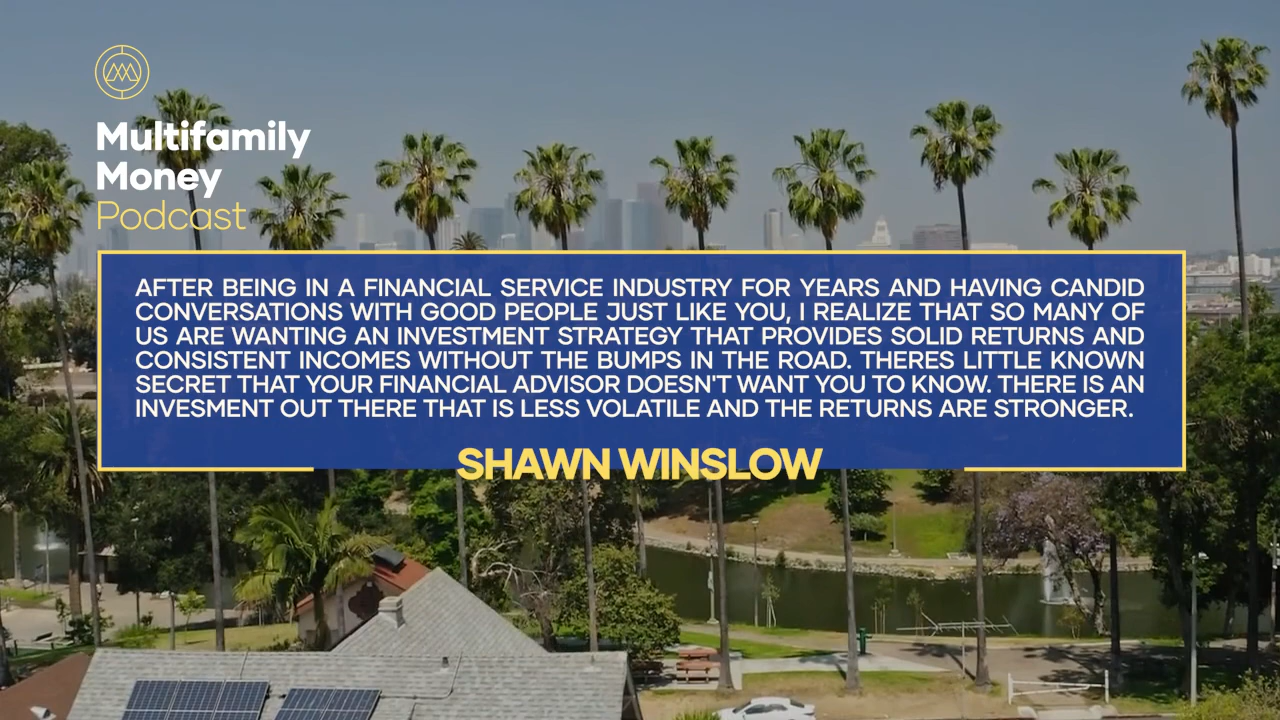 Multifamily
Money
Podcast
AFTER BEING IN A FINANCIAL SERVICE INDUSTRY FOR YEARS AND HAVING CANDID
CONVERSATIONS WITH GOOD PEOPLE JUST LIKE YOU, I REALIZE THAT SO MANY OF
US ARE WANTING AN INVESTMENT STRATEGY THAT PROVIDES SOLID RETURNS AND
CONSISTENT INCOMES WITHOUT THE BUMPS IN THE ROAD. THERES LITTLE KNOWN
SECRET THAT YOUR FINANCIAL ADVISOR DOESN'T WANT YOU TO KNOW. THERE IS AN
INVESMENT OUT THERE THAT IS LESS VOLATILE AND THE RETURNS ARE STRONGER.
SHAWN WINSLOW